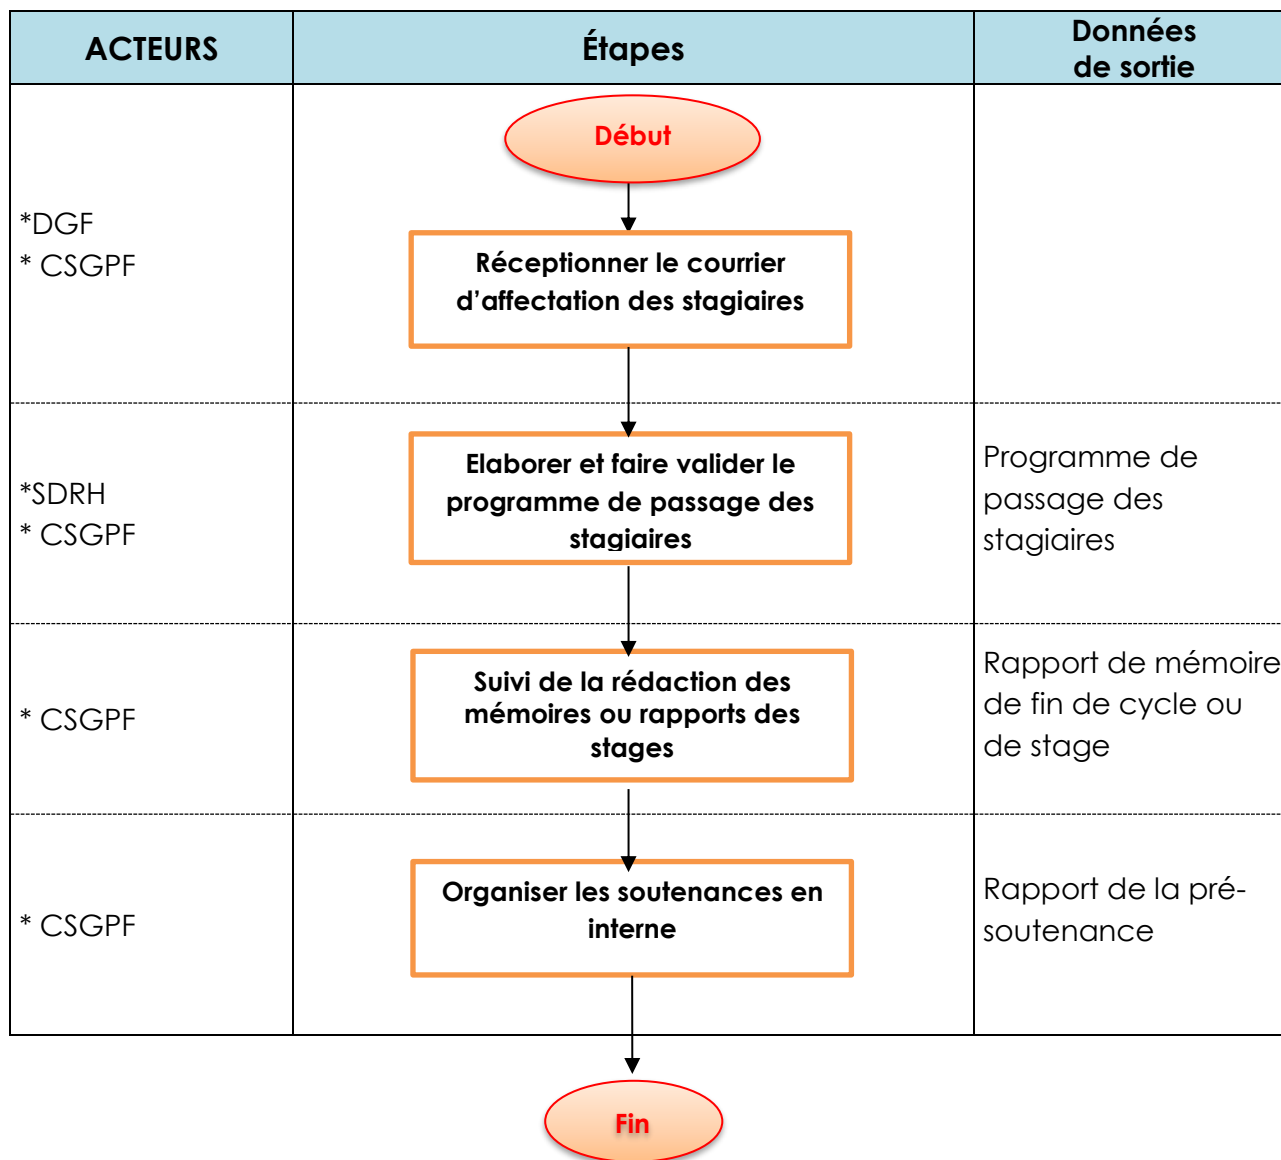 ACTEURS
Étapes
Données
de sortie
Début
*DGF
* CSGPF
Réceptionner le courrier
d’affectation des stagiaires
*SDRH
* CSGPF
Elaborer et faire valider le
programme de passage des
stagiaires
Programme de
passage des
stagiaires
* CSGPF
Suivi de la rédaction des
mémoires ou rapports des
stages
Rapport de mémoire
de fin de cycle ou
de stage
* CSGPF
Organiser les soutenances en
interne
Rapport de la pré-
soutenance
Fin